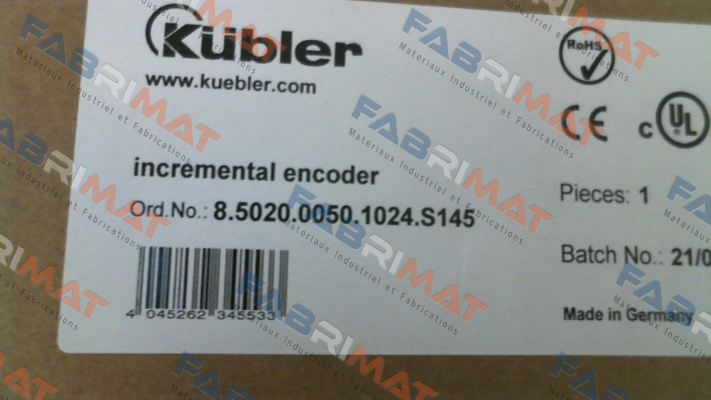 Kübler
www.kuebler.com
RoHS
CE
c UL
incremental encoder
Ord.No.: 8.5020.0050.1024.S145
Pieces: 1
Batch No.: 21/0
Made in Germany
4 045262 345533
FABRIMAT
Materiaux Industriel et Fabrications